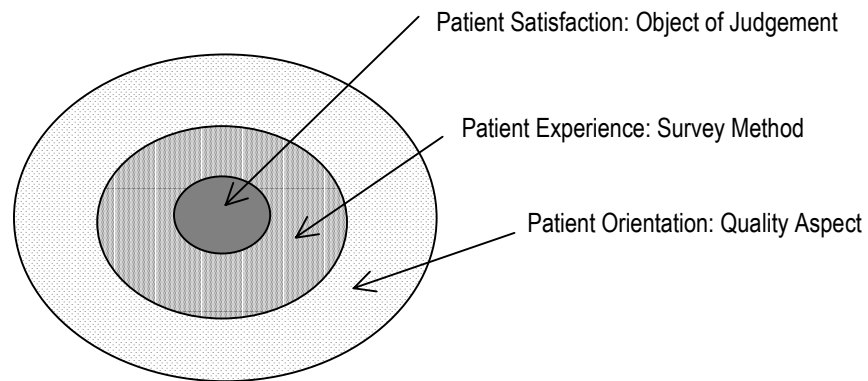 Patient Satisfaction: Object of Judgement
Patient Experience: Survey Method
Patient Orientation: Quality Aspect